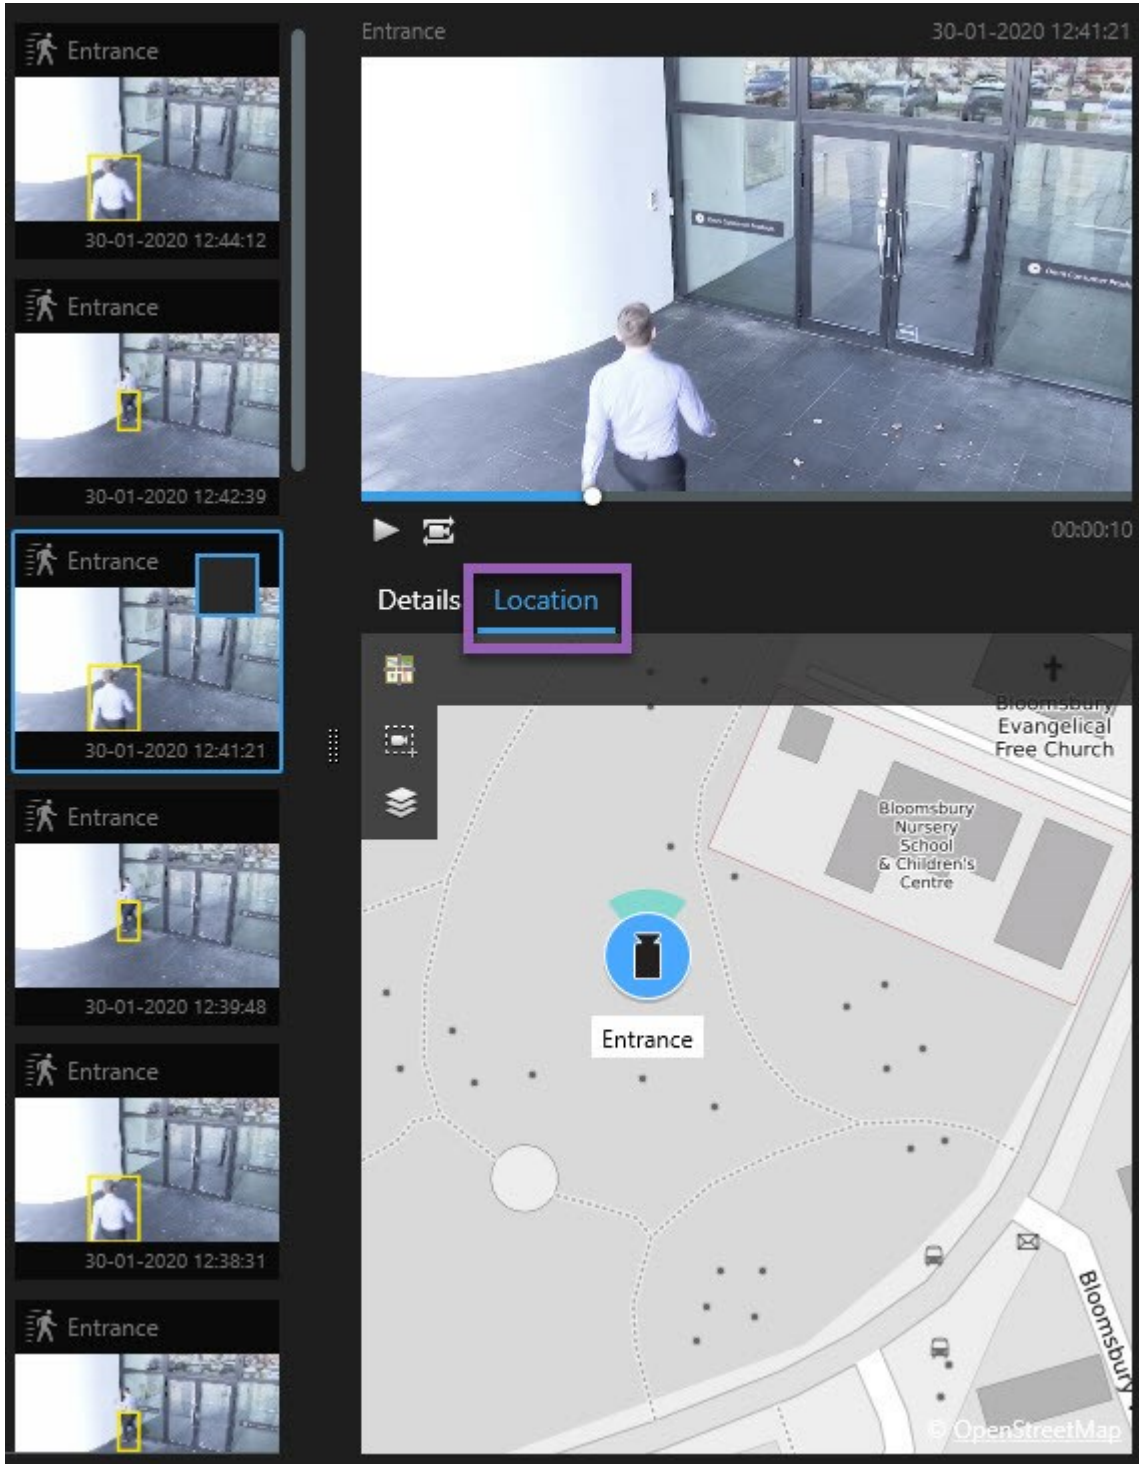 Entrance
30-01-2020 12:44:12
Entrance
30-01-2020 12:42:39
Entrance
30-01-2020 12:41:21
Entrance
30-01-2020 12:39:48
Entrance
30-01-2020 12:38:31
Entrance
Entrance
30-01-2020 12:41:21
00:00:10
Details
Location
Bloomsbury
Evangelical
Free Church
Bloomsbury
Nursery
School
& Children's
Centre
Entrance
Bloomsbury
© OpenStreetMap